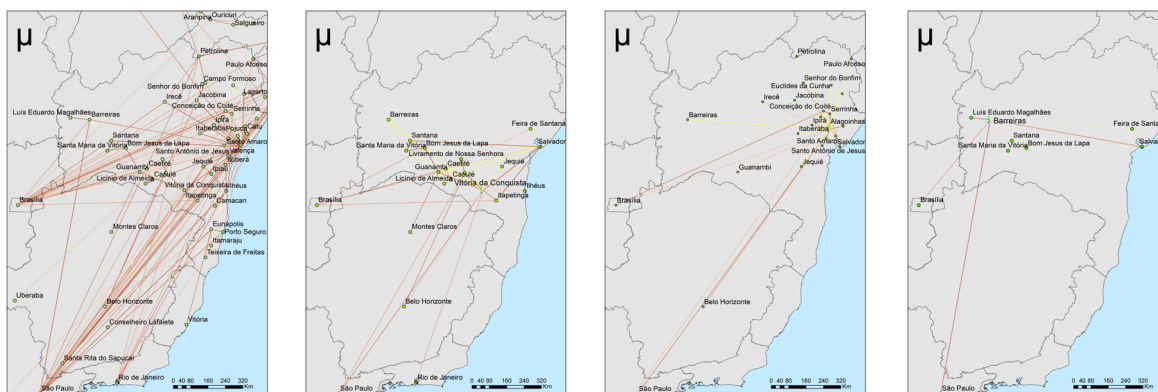 µ
Araripina
Ouricuri
Salgueiro
Petrolina
Paulo Afonso
Campo Formoso
Senhor do Bonfim
Lagarto
Irecê
Jacobina
Conceição do Coité
Serrinha
Luís Eduardo Magalhães
Barreiras
Ipirá
Itaberaba
Pojuca
Catu
Santana
Santo Amaro
Santa Maria da Vitória
Bom Jesus da Lapa
Valença
Santo Antônio de Jesus
Ituberá
Guanambi
Caetité
Jequié
Ipiaú
Licínio de Almeida
Caculé
Vitória da Conquista
Ilhéus
Brasília
Itapetinga
Camacan
Eunápolis
Montes Claros
Porto Seguro
Itamaraju
Teixeira de Freitas
Uberaba
Belo Horizonte
Conselheiro Lafaiete
Vitória
Santa Rita do Sapucaí
São Paulo
Rio de Janeiro
0 40 80 160 240 320
Km
µ
Barreiras
Feira de Santana
Santana
Santa Maria da Vitória
Bom Jesus da Lapa
Salvador
Livramento de Nossa Senhora
Guanambi
Caetité
Jequié
Licínio de Almeida
Caculé
Vitória da Conquista
Ilhéus
Brasília
Itapetinga
Montes Claros
Belo Horizonte
São Paulo
Rio de Janeiro
0 40 80 160 240 320
Km
µ
Petrolina
Paulo Afonso
Senhor do Bonfim
Euclides da Cunha
Irecê
Jacobina
Conceição do Coité
Serrinha
Barreiras
Ipirá
Alagoinhas
Itaberaba
Santo Amaro
Salvador
Santo Antônio de Jesus
Jequié
Guanambi
Brasília
Belo Horizonte
São Paulo
0 40 80 160 240 320
Km
µ
Luís Eduardo Magalhães
Barreiras
Feira de Santana
Santana
Santa Maria da Vitória
Bom Jesus da Lapa
Salvador
Brasília
São Paulo
0 40 80 160 240 320
Km